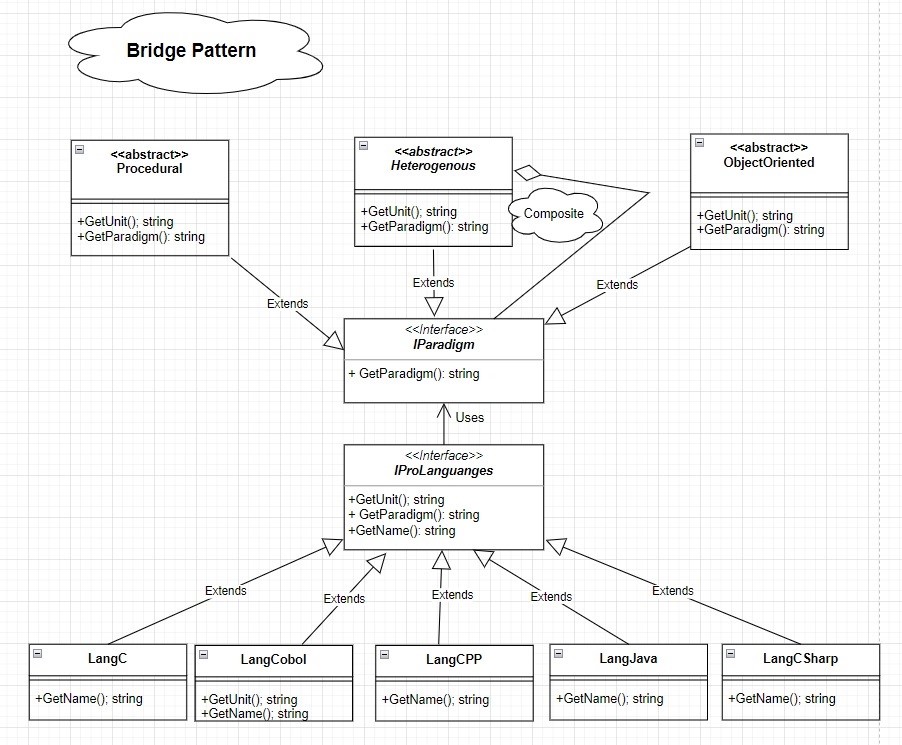 Bridge Pattern
<<abstract>>
Procedural
+GetUnit(); string
+GetParadigm(); string
<<abstract>>
Heterogenous
+GetUnit(); string
+GetParadigm(): string
Composite
<<abstract>>
ObjectOriented
+GetUnit(); string
+GetParadigm(): string
Extends
Extends
Extends
<<Interface>>
IParadigm
+ GetParadigm(): string
Uses
<<Interface>>
IProLanguanges
+GetUnit(); string
+ GetParadigm(): string
+GetName(): string
Extends
Extends
Extends
Extends
Extends
LangC
+GetName(); string
LangCobol
+GetUnit(); string
+GetName(); string
LangCPP
+GetName(); string
LangJava
+GetName(); string
LangCSharp
+GetName(); string